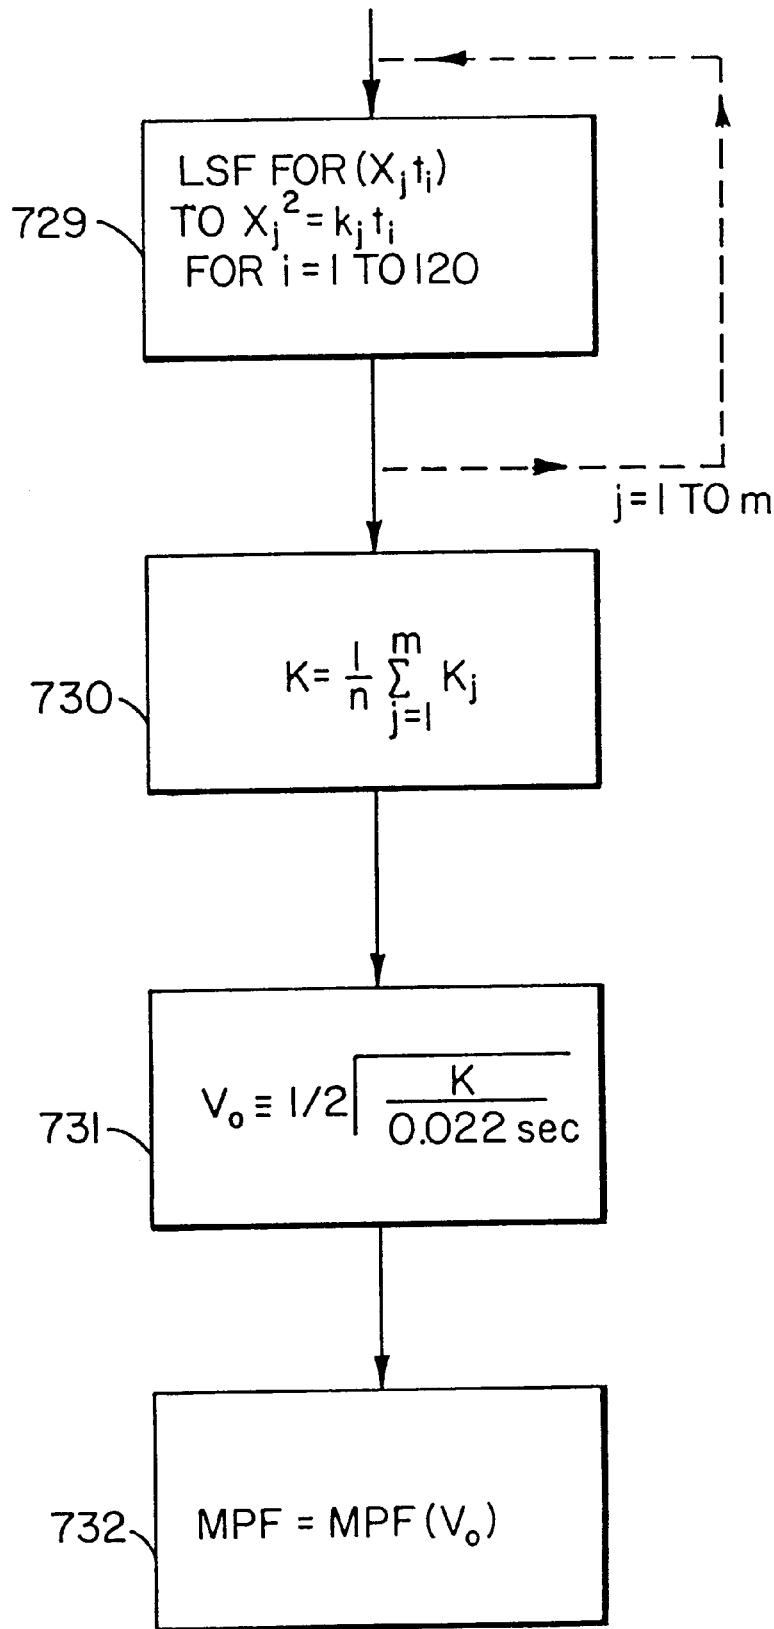 LSF FOR (X_j t_i)
729
TO X_j^2 = k_j t_i
FOR i = 1 TO 120
j = 1 TO m
730
K = 1/n ∑_{j=1}^{m} K_j
731
V_o ≡ 1/2 √(K / 0.022 sec)
732
MPF = MPF (V_o)